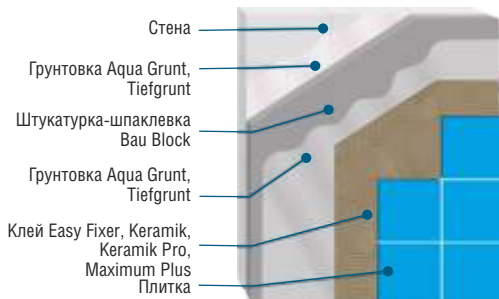 Стена
Грунтовка Aqua Grunt,
Tiefgrunt
Штукатурка-шпаклевка
Bau Block
Грунтовка Aqua Grunt,
Tiefgrunt
Клей Easy Fixer, Keramik,
Keramik Pro,
Maximum Plus
Плитка